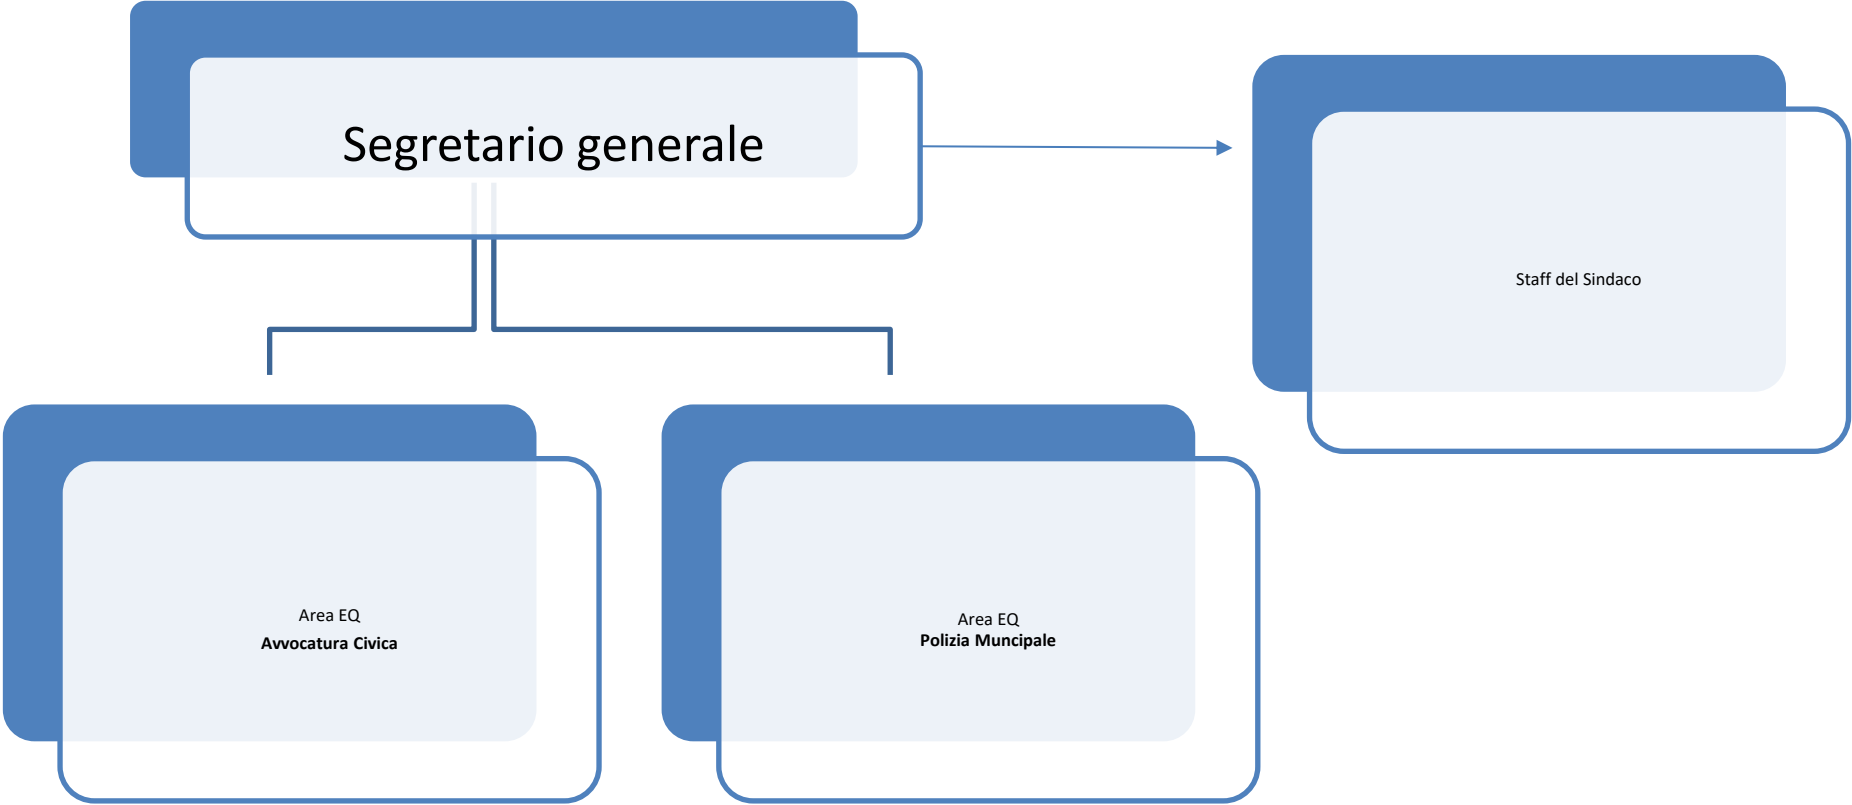 Segretario generale
Staff del Sindaco
Area EQ
Avvocatura Civica
Area EQ
Polizia Muncipale